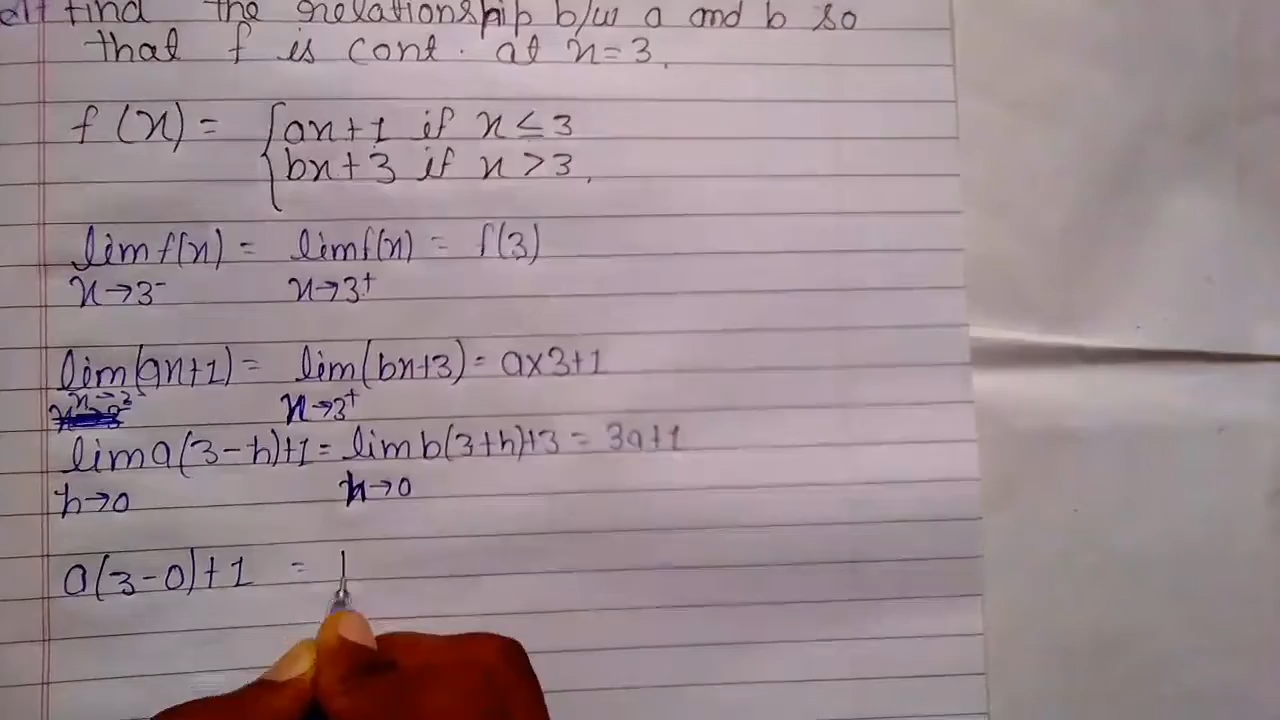 find the relationship b/w a and b so
that f is cont. at x=3.
f(x) = { ax+1 if x ≤ 3
bx+3 if x > 3.
lim f(x) = lim f(x) = f(3)
x→3⁻ x→3⁺
lim (ax+1) = lim (bx+3) = a×3+1
x→3⁻ x→3⁺
lim a(3-h)+1 = lim b(3+h)+3 = 3a+1
h→0 h→0
a(3-0)+1 =